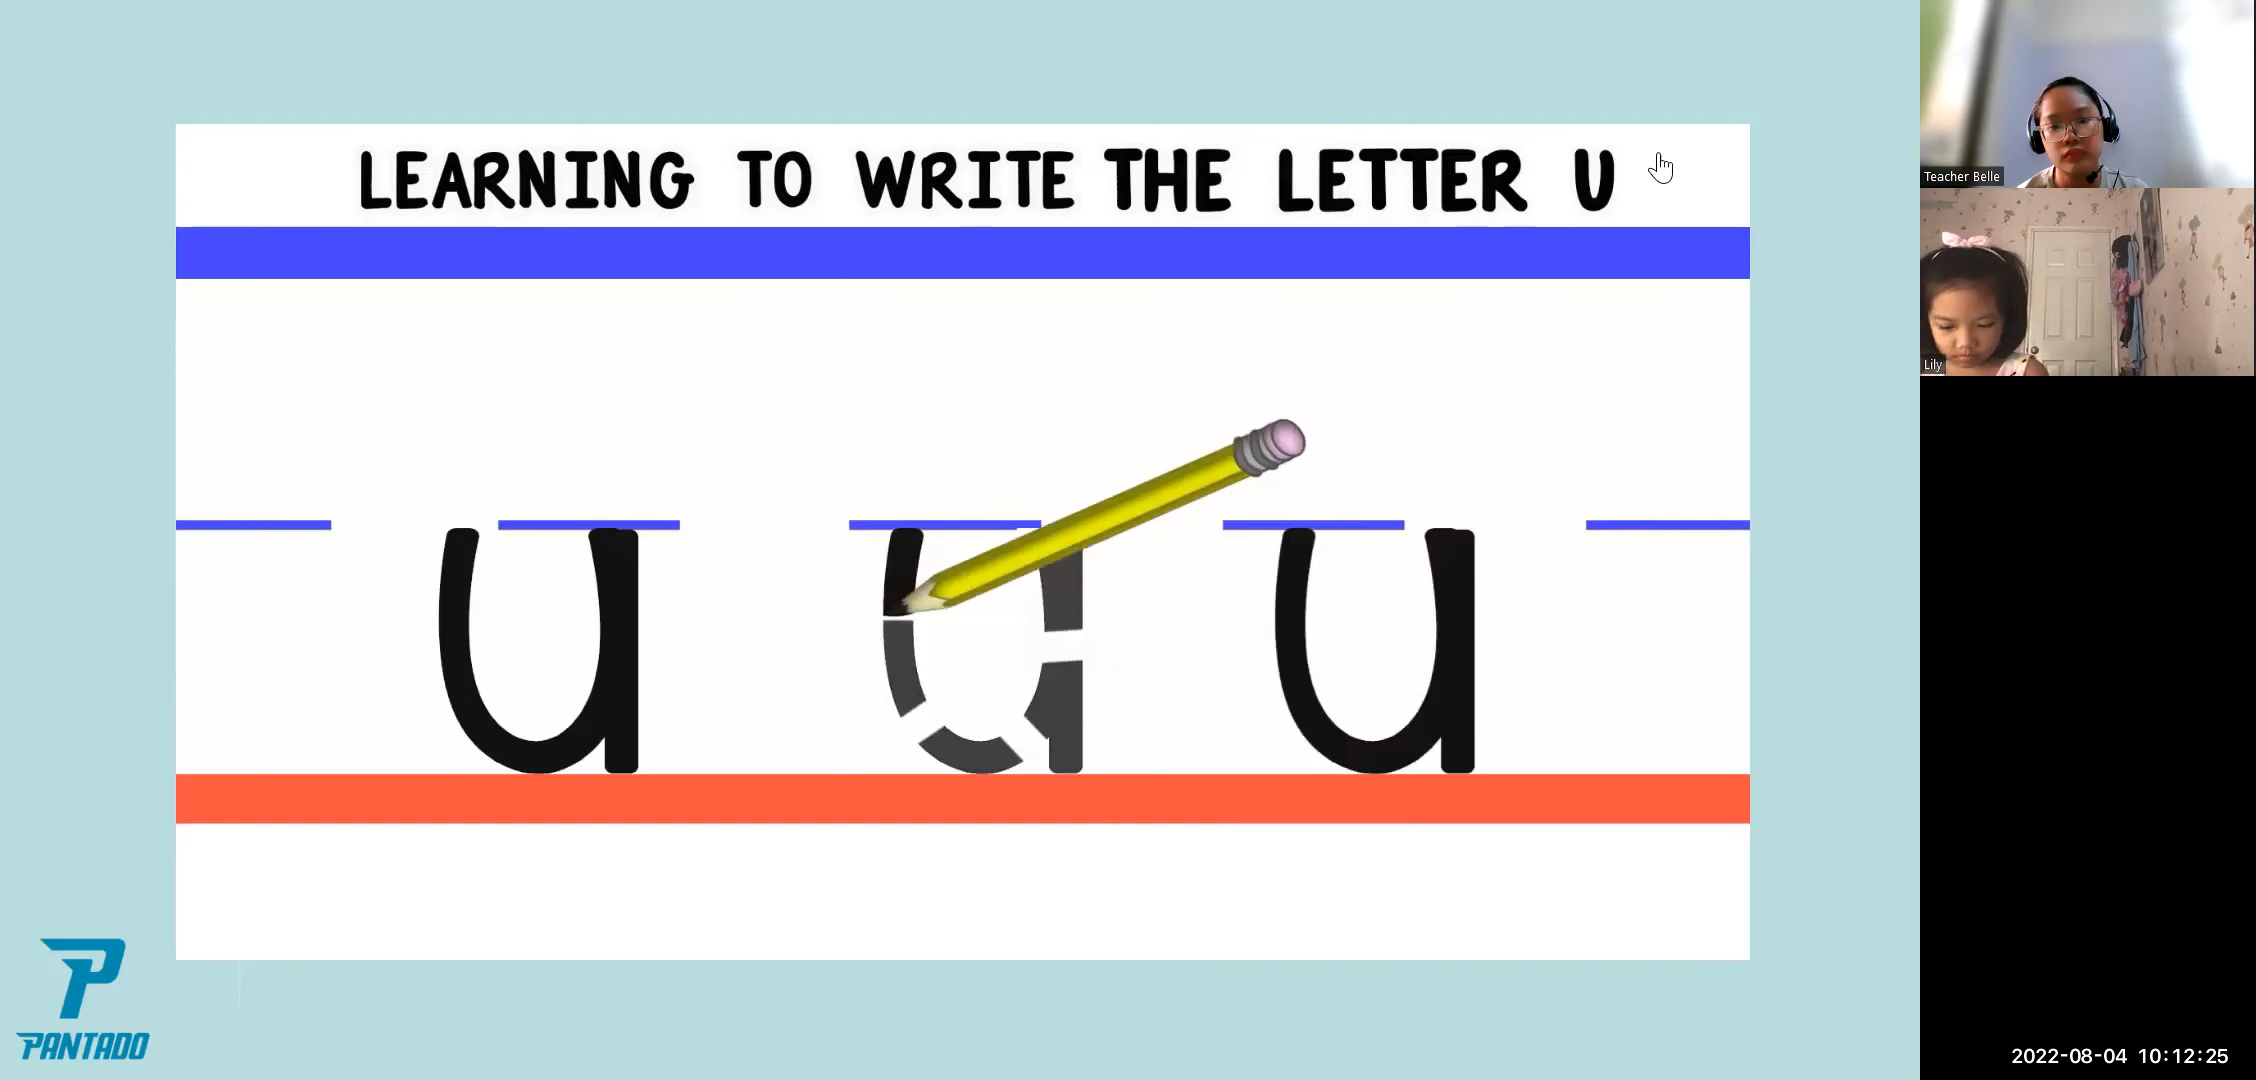 LEARNING TO WRITE THE LETTER U
u u u
PANTADO
Teacher Belle
Lily
2022-08-04 10:12:25